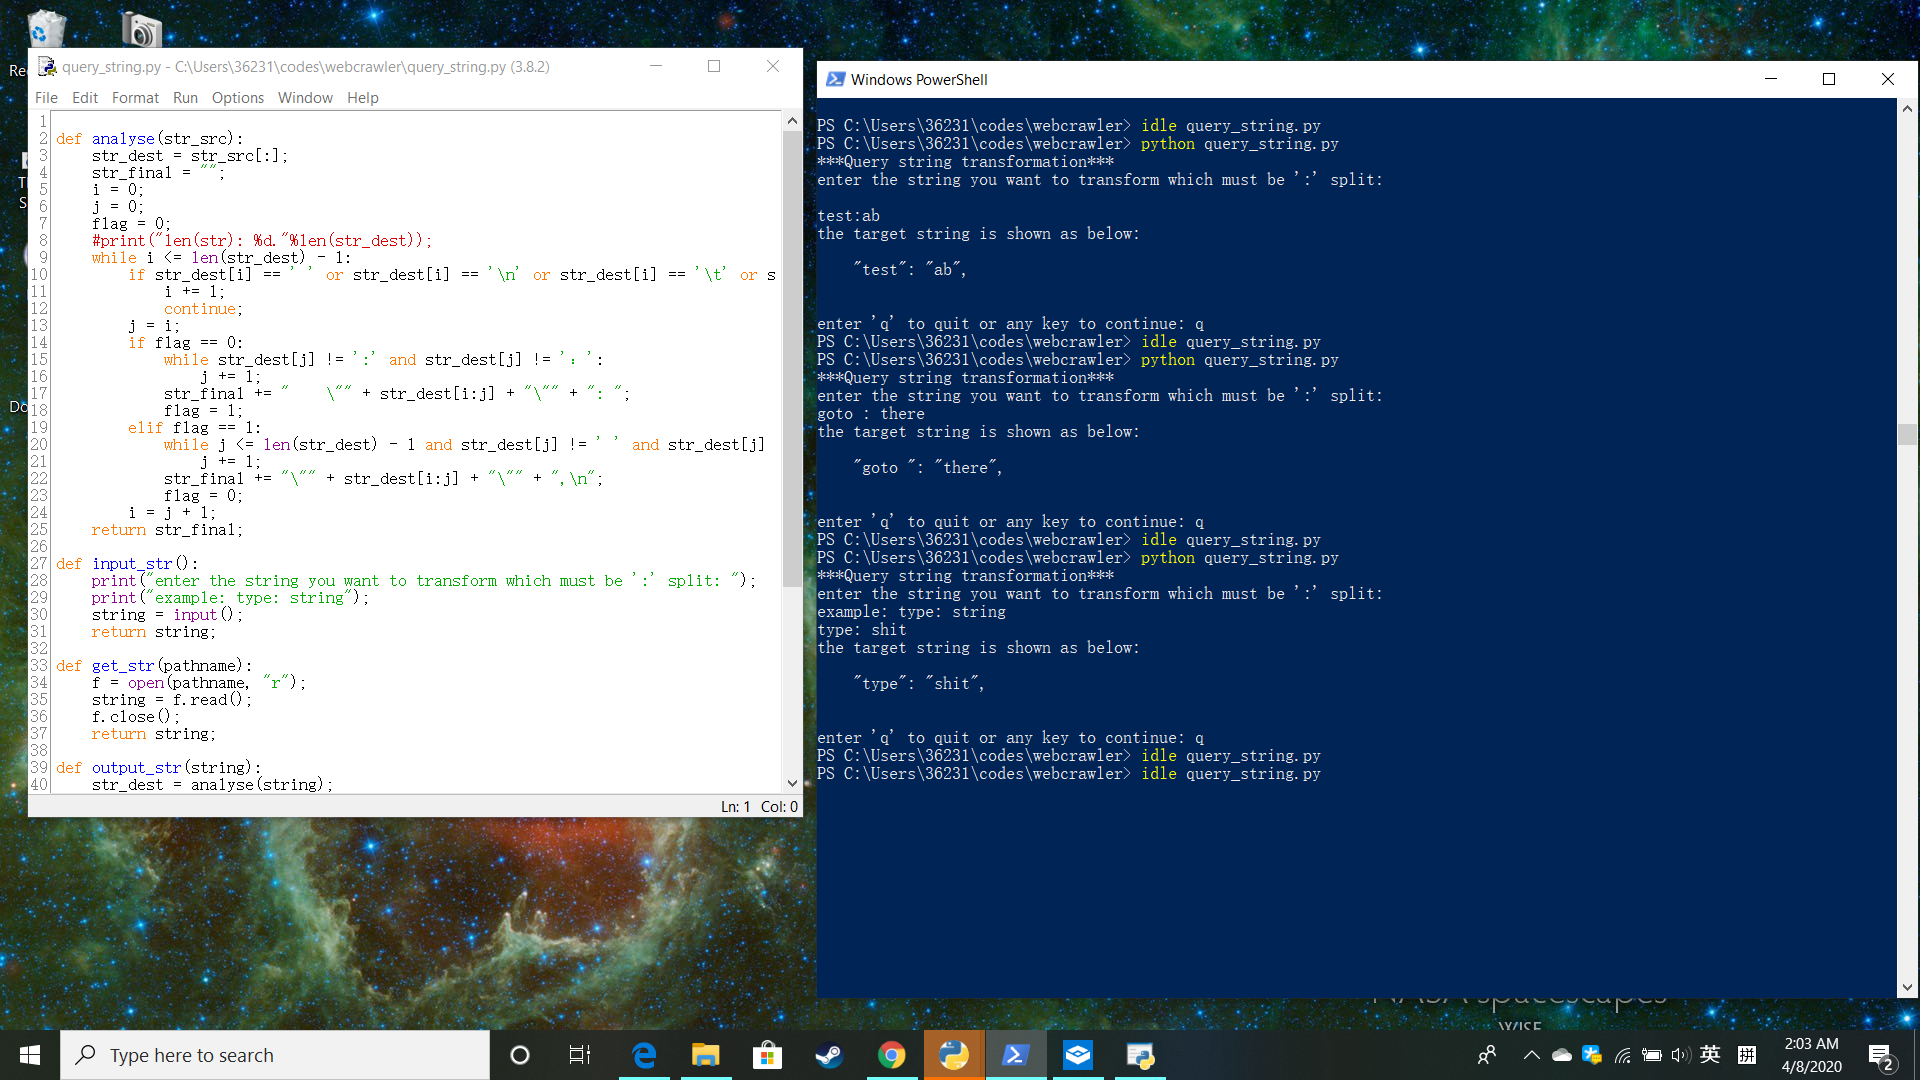 query_string.py - C:\Users\36231\codes\webcrawler\query_string.py (3.8.2)
File Edit Format Run Options Window Help
1
2 def analyse(str_src):
3     str_dest = str_src[:];
4     str_final = "";
5     i = 0;
6     j = 0;
7     flag = 0;
8     #print("len(str): %d."%len(str_dest));
9     while i <= len(str_dest) - 1:
10         if str_dest[i] == ' ' or str_dest[i] == '\n' or str_dest[i] == '\t' or s
11             i += 1;
12             continue;
13         j = i;
14         if flag == 0:
15             while str_dest[j] != ':' and str_dest[j] != '：':
16                 j += 1;
17             str_final += "    \"" + str_dest[i:j] + "\"" + ": ";
18             flag = 1;
19         elif flag == 1:
20             while j <= len(str_dest) - 1 and str_dest[j] != ' ' and str_dest[j]
21                 j += 1;
22             str_final += "\"" + str_dest[i:j] + "\"" + ",\n";
23             flag = 0;
24         i = j + 1;
25     return str_final;
26
27 def input_str():
28     print("enter the string you want to transform which must be ':' split: ");
29     print("example: type: string");
30     string = input();
31     return string;
32
33 def get_str(pathname):
34     f = open(pathname, "r");
35     string = f.read();
36     f.close();
37     return string;
38
39 def output_str(string):
40     str_dest = analyse(string);
Ln: 1 Col: 0
Windows PowerShell
PS C:\Users\36231\codes\webcrawler> idle query_string.py
PS C:\Users\36231\codes\webcrawler> python query_string.py
***Query string transformation***
enter the string you want to transform which must be ':' split:
test:ab
the target string is shown as below:
    "test": "ab",
enter 'q' to quit or any key to continue: q
PS C:\Users\36231\codes\webcrawler> idle query_string.py
PS C:\Users\36231\codes\webcrawler> python query_string.py
***Query string transformation***
enter the string you want to transform which must be ':' split:
goto : there
the target string is shown as below:
    "goto ": "there",
enter 'q' to quit or any key to continue: q
PS C:\Users\36231\codes\webcrawler> idle query_string.py
PS C:\Users\36231\codes\webcrawler> python query_string.py
***Query string transformation***
enter the string you want to transform which must be ':' split:
example: type: string
type: shit
the target string is shown as below:
    "type": "shit",
enter 'q' to quit or any key to continue: q
PS C:\Users\36231\codes\webcrawler> idle query_string.py
PS C:\Users\36231\codes\webcrawler> idle query_string.py
Type here to search
英
拼
2:03 AM
4/8/2020
2